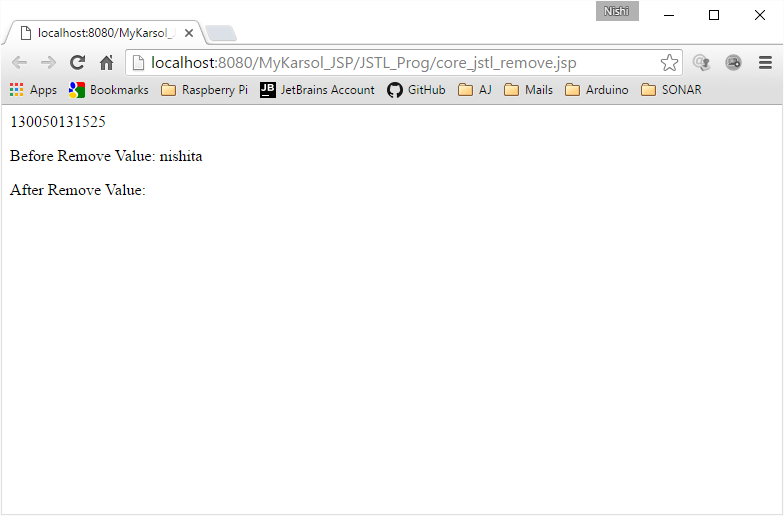 Nishi
localhost:8080/MyKarsol_J
localhost:8080/MyKarsol_JSP/JSTL_Prog/core_jstl_remove.jsp
Apps Bookmarks Raspberry Pi JB JetBrains Account GitHub AJ Mails Arduino SONAR
130050131525
Before Remove Value: nishita
After Remove Value: